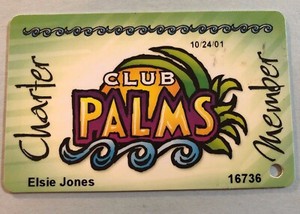 10/24/01
Charter
CLUB
PALMS
Member
Elsie Jones
16736